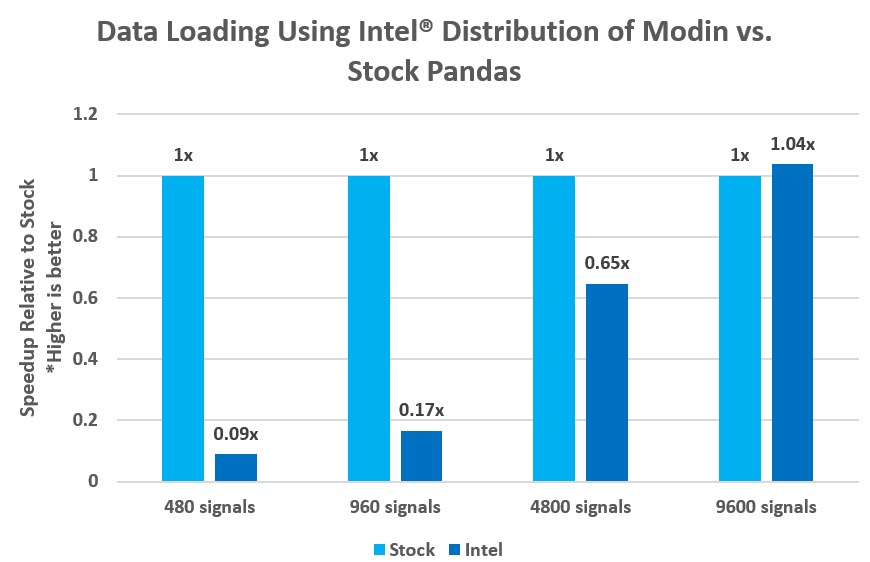 Data Loading Using Intel® Distribution of Modin vs.
Stock Pandas
Speedup Relative to Stock
*Higher is better
1.2
1
0.8
0.6
0.4
0.2
0
1x
0.09x
1x
0.17x
1x
0.65x
1x
1.04x
480 signals
960 signals
4800 signals
9600 signals
Stock
Intel